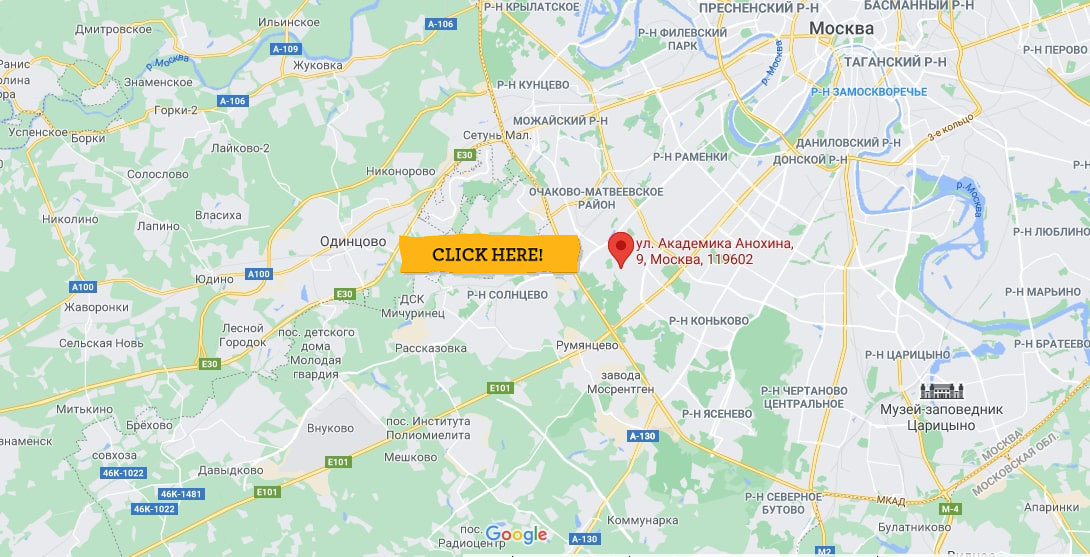 Р-Н КРЫЛАТСКОЕ
ПРЕСНЕНСКИЙ Р-Н
БАСМАННЫЙ Р-Н
Дмитровское
Ильинское
А-106
Москва
Р-Н ФИЛЕВСКИЙ
ПАРК
А-109
Жуковка
р. Москва
р. Москва
Р-Н ПЕРОВО
ТАГАНСКИЙ Р-Н
Знаменское
Р-Н КУНЦЕВО
Р-Н ЗАМОСКВОРЕЧЬЕ
А-106
Горки-2
МОЖАЙСКИЙ Р-Н
3-е кольцо
Успенское
Борки
Сетунь Мал.
Лайково-2
E30
Р-Н РАМЕНКИ
ДАНИЛОВСКИЙ Р-Н
ДОНСКОЙ Р-Н
Солослово
Никонорово
р. Москва
ОЧАКОВО-МАТВЕЕВСКОЕ
РАЙОН
Николино
Лапино
Власиха
Р-Н ЛЮБЛИНО
Одинцово
CLICK HERE!
ул. Академика Анохина,
9, Москва, 119602
А100
Юдино
А100
E30
Р-Н СОЛНЦЕВО
Р-Н МАРЬИНО
Жаворонки
ДСК
Мичуринец
Р-Н КОНЬКОВО
Сельская Новь
Лесной
Городок
пос. детского
дома
Молодая
гвардия
Рассказовка
Румянцево
Р-Н БРАТЕЕВО
Р-Н ЦАРИЦЫНО
E30
завода
Мосрентген
E101
Р-Н ЧЕРТАНОВО
ЦЕНТРАЛЬНОЕ
Митькино
Брёхово
Внуково
пос. Института
Полиомиелита
Р-Н ЯСЕНЕВО
Музей-заповедник
Царицыно
А-130
совхоза
Мешково
E101
Давыдково
46К-1022
46К-1481
46К-1022
E101
МОСКВА
МОСКОВСКАЯ ОБЛ.
Р-Н СЕВЕРНОЕ
БУТОВО
МКАД
М-4
Апаринки
Коммунарка
Булатниково
пос.
Радиоцентр
Google
А-130
М2